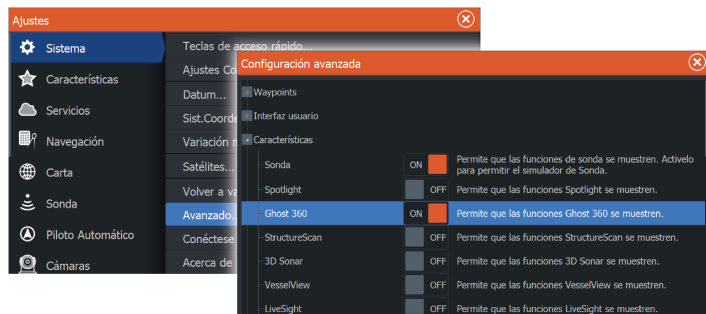 Ajustes
Sistema
Características
Servicios
Navegación
Carta
Sonda
Piloto Automático
Cámaras
Teclas de acceso rápido...
Ajustes Co
Datum...
Sist.Coorde
Variación
Satélites...
Volver a va
Avanzado..
Conéctese
Acerca de
Configuración avanzada
Waypoints
Interfaz usuario
Características
Sonda ON Permite que las funciones de sonda se muestren. Actívelo
para permitir el simulador de Sonda.
Spotlight OFF Permite que las funciones Spotlight se muestren.
Ghost 360 ON Permite que las funciones Ghost 360 se muestren.
StructureScan OFF Permite que las funciones StructureScan se muestren.
3D Sonar OFF Permite que las funciones 3D Sonar se muestren.
VesselView OFF Permite que las funciones VesselView se muestren.
LiveSight OFF Permite que las funciones LiveSight se muestren.